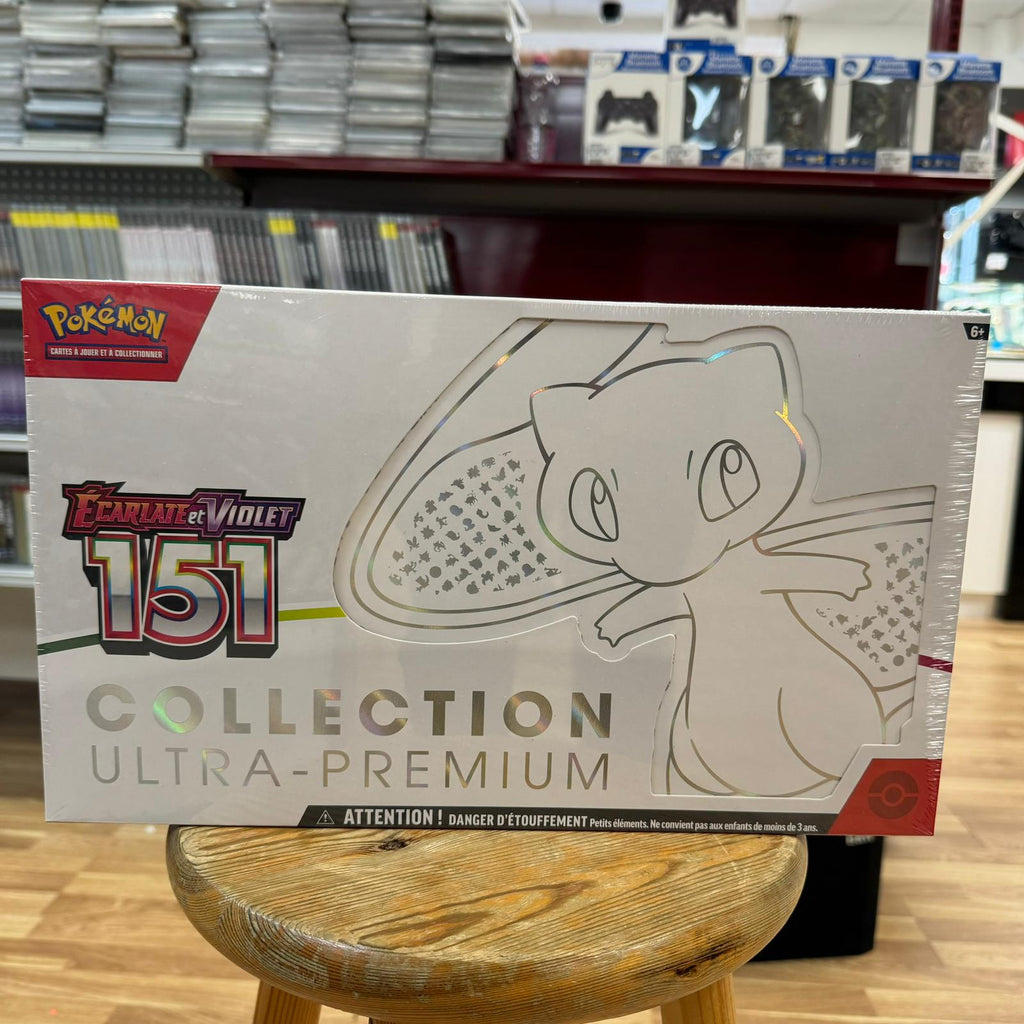 POKéMON
CARTES À JOUER ET À COLLECTIONNER
6+
ÉCARLATE et VIOLET
151
COLLECTION
ULTRA-PREMIUM
ATTENTION ! DANGER D'ÉTOUFFEMENT Petits éléments. Ne convient pas aux enfants de moins de 3 ans.